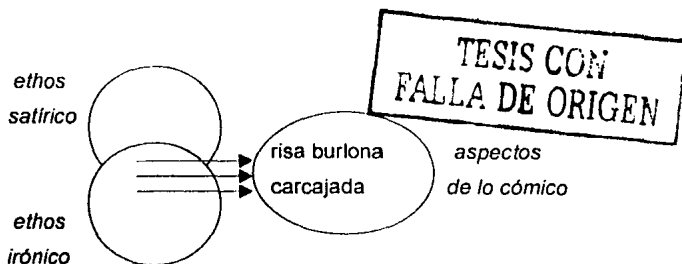 TESIS CON
FALLA DE ORIGEN
ethos
satírico
risa burlona
carcajada
aspectos
de lo cómico
ethos
irónico